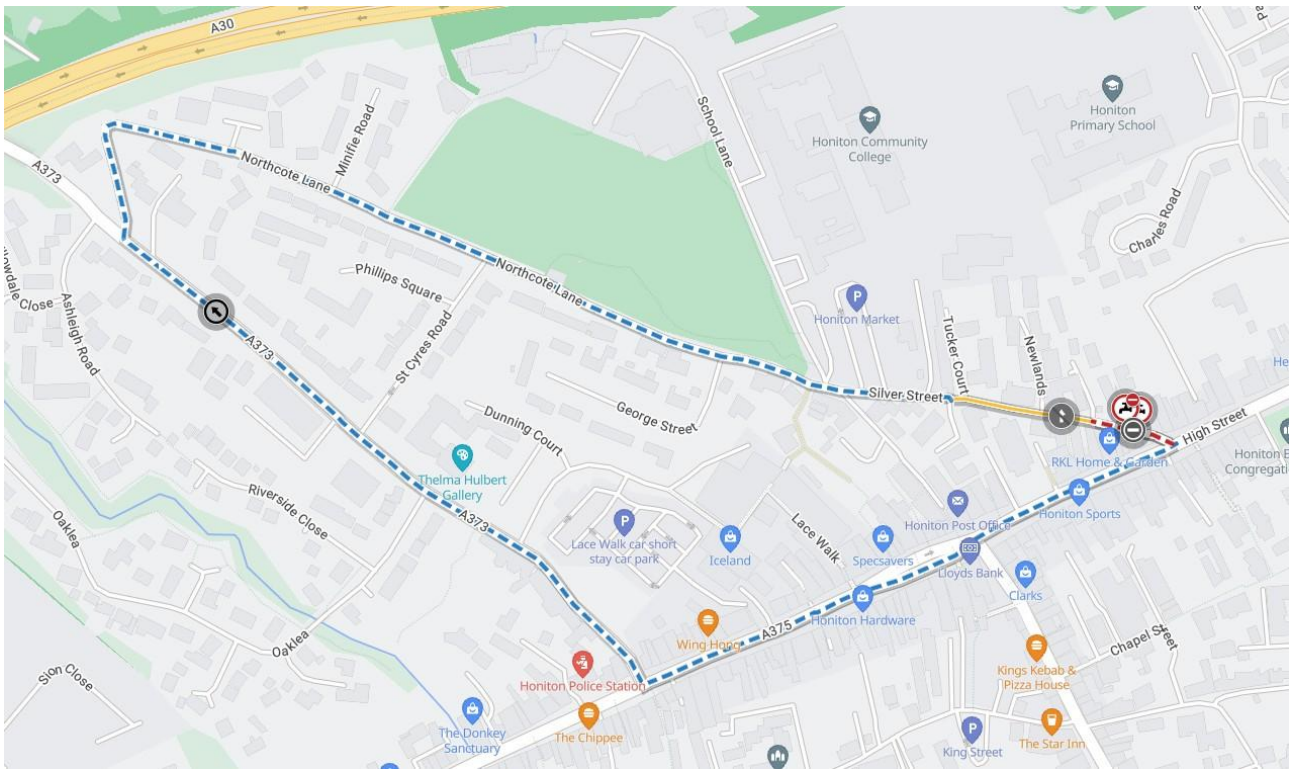 A30
A373
Northcote Lane
Minifie Road
School Lane
Honiton Community
College
Honiton
Primary School
Charles Road
Phillips Square
Northcote Lane
Honiton Market
Ashleigh Road
A373
St Cyres Road
Tucker Court
Newlands
Silver Street
George Street
Dunning Court
High Street
RKL Home & Garden
Thelma Hulbert
Gallery
Riverside Close
A373
Honiton Sports
Honiton Post Office
P
Lace Walk car short
stay car park
Iceland
Lace Walk
Specsavers
Lloyds Bank
Oaklea
Clarks
Honiton Hardware
A375
Wing Hong
Oaklea
Chapel Street
Kings Kebab &
Pizza House
Sion Close
Honiton Police Station
The Donkey
Sanctuary
The Chippee
P
King Street
The Star Inn